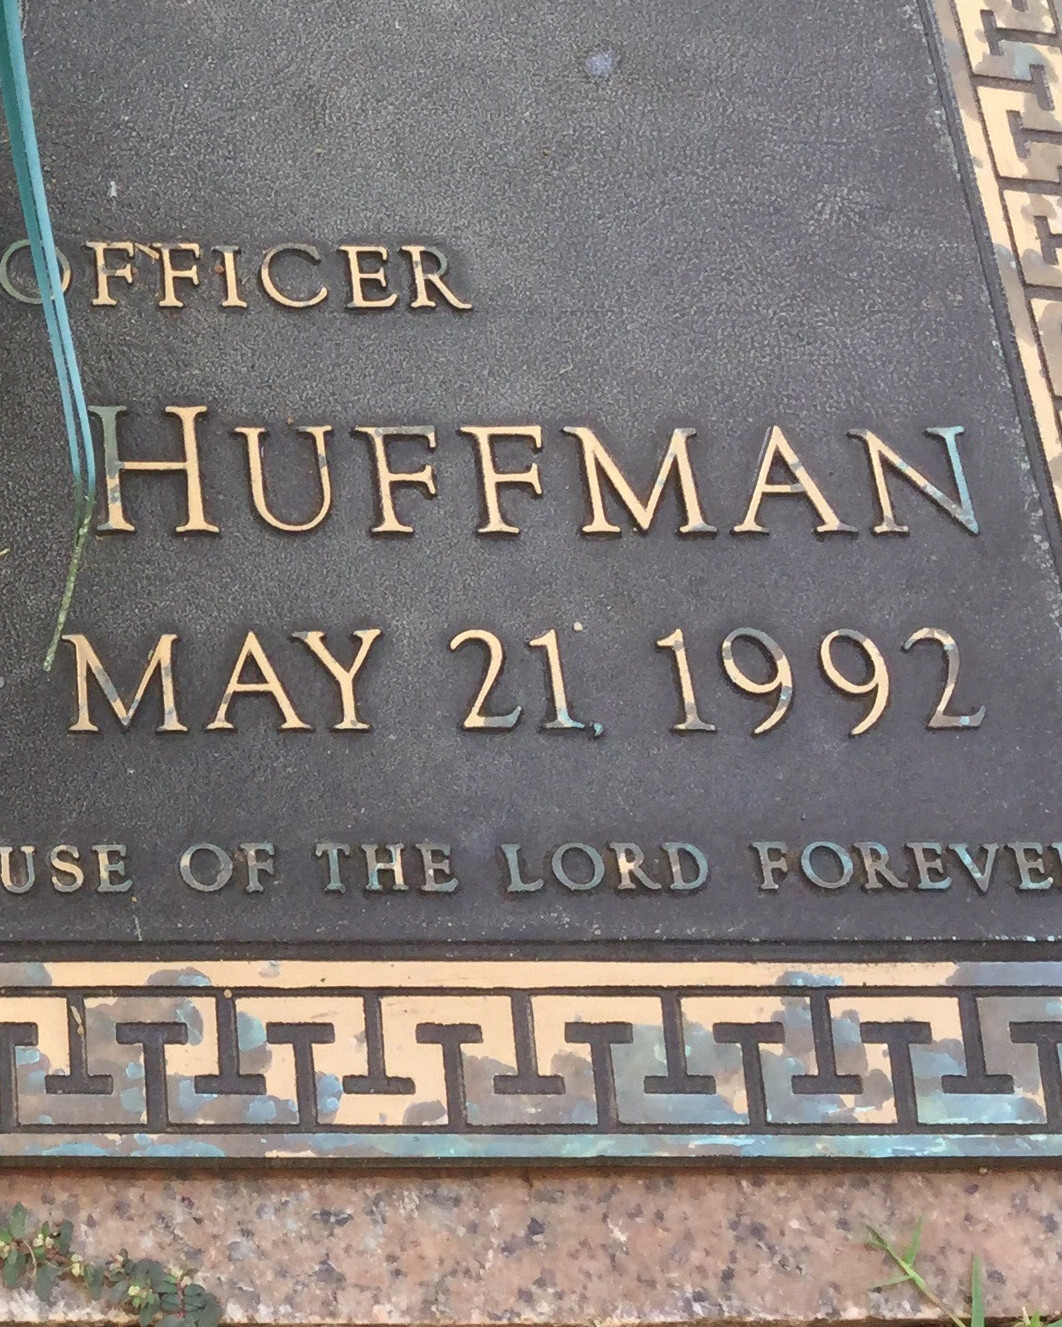 OFFICER
HUFFMAN
MAY 21, 1992
USE OF THE LORD FOREVE